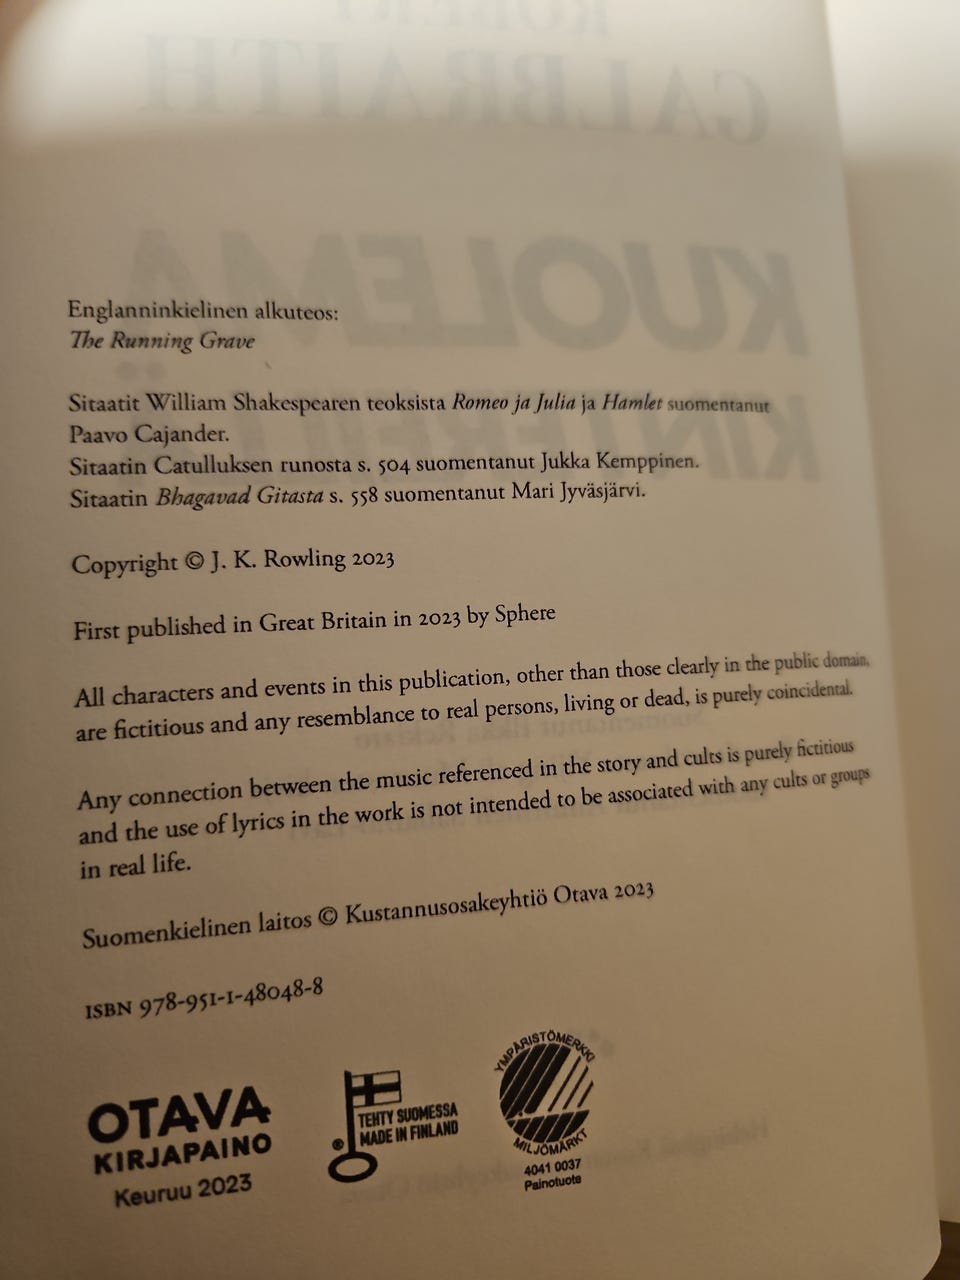 ROBERT
GALBRAITH
KUOLEMA
Englanninkielinen alkuteos:
The Running Grave
Sitaatit William Shakespearen teoksista Romeo ja Julia ja Hamlet suomentanut
Paavo Cajander.
Sitaatin Catulluksen runosta s. 504 suomentanut Jukka Kemppinen.
Sitaatin Bhagavad Gitasta s. 558 suomentanut Mari Jyväsjärvi.
Copyright © J. K. Rowling 2023
First published in Great Britain in 2023 by Sphere
All characters and events in this publication, other than those clearly in the public domain,
are fictitious and any resemblance to real persons, living or dead, is purely coincidental.
Any connection between the music referenced in the story and cults is purely fictitious
and the use of lyrics in the work is not intended to be associated with any cults or groups
in real life.
Suomenkielinen laitos © Kustannusosakeyhtiö Otava 2023
ISBN 978-951-1-48048-8
OTAVA
KIRJAPAINO
Keuruu 2023
®
TEHTY SUOMESSA
MADE IN FINLAND
YMPÄRISTÖMERKKI
MILJÖMÄRKT
4041 0037
Painotuote